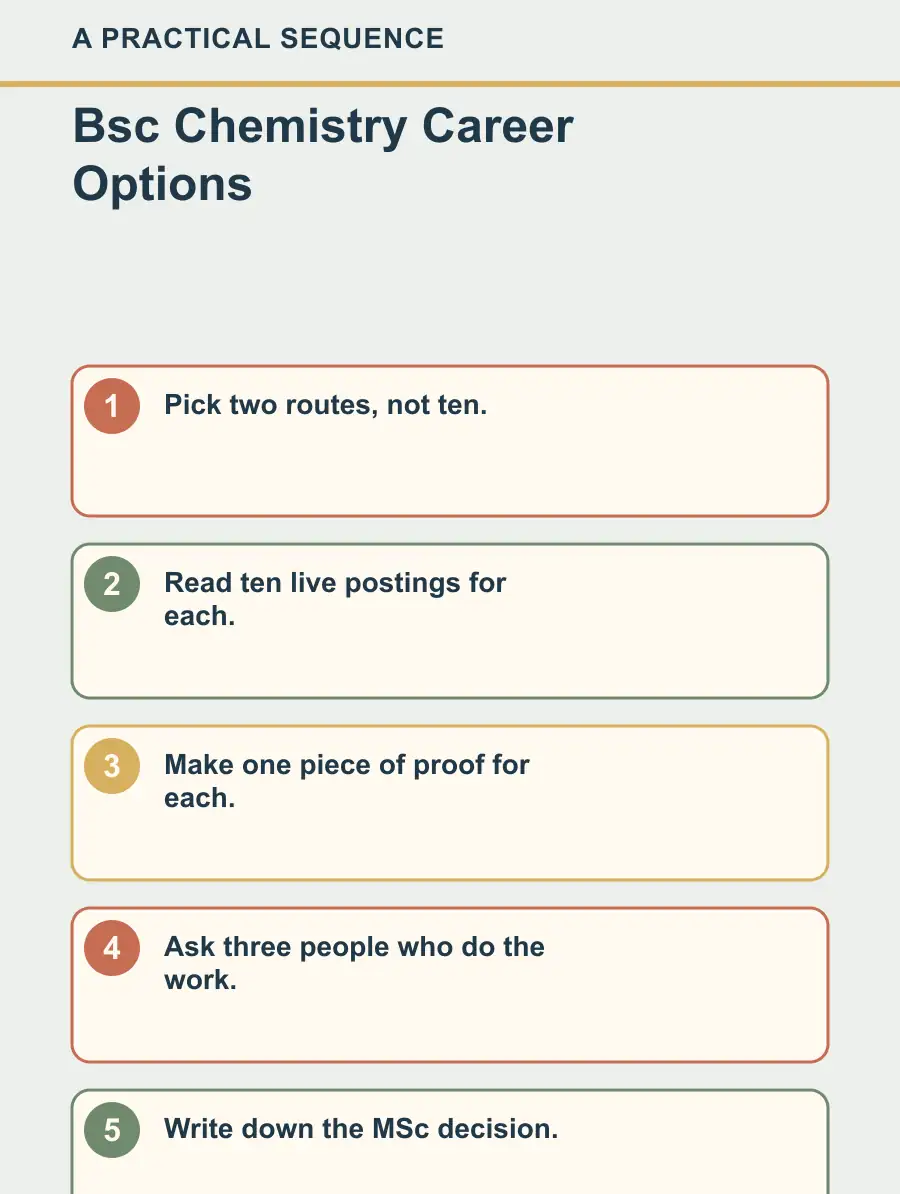 A PRACTICAL SEQUENCE
Bsc Chemistry Career
Options
1
Pick two routes, not ten.
2
Read ten live postings for
each.
3
Make one piece of proof for
each.
4
Ask three people who do the
work.
5
Write down the MSc decision.